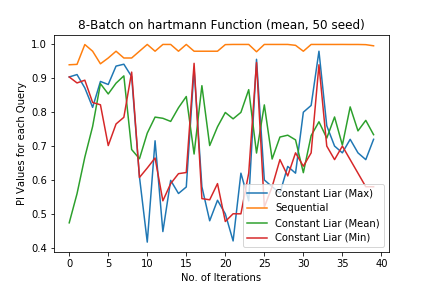 8-Batch on hartmann Function (mean, 50 seed)
1.0
0.9
0.8
0.7
0.6
0.5
0.4
PI Values for each Query
Constant Liar (Max)
Sequential
Constant Liar (Mean)
Constant Liar (Min)
0 5 10 15 20 25 30 35 40
No. of Iterations